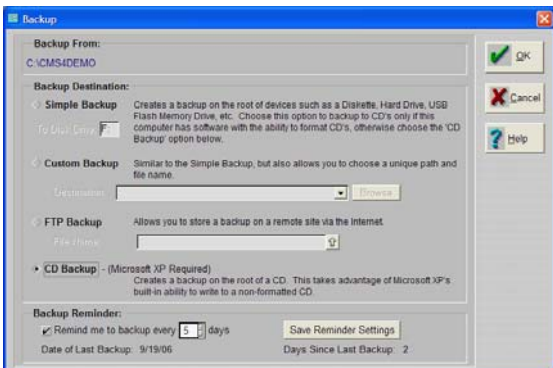 Backup
Backup From:
C:\CMS4DEMO
OK
Cancel
Help
Backup Destination:
Simple Backup
Creates a backup on the root of devices such as a Diskette, Hard Drive, USB
Flash Memory Drive, etc. Choose this option to backup to CD's only if this
computer has software with the ability to format CD's, otherwise choose the 'CD
Backup' option below.
To Disk Drive: F
Custom Backup
Similar to the Simple Backup, but also allows you to choose a unique path and
file name.
Destination:
Browse
FTP Backup
Allows you to store a backup on a remote site via the Internet.
File Name:
CD Backup - (Microsoft XP Required)
Creates a backup on the root of a CD. This takes advantage of Microsoft XP's
built-in ability to write to a non-formatted CD.
Backup Reminder:
Remind me to backup every 5 days
Save Reminder Settings
Date of Last Backup: 9/19/06
Days Since Last Backup: 2